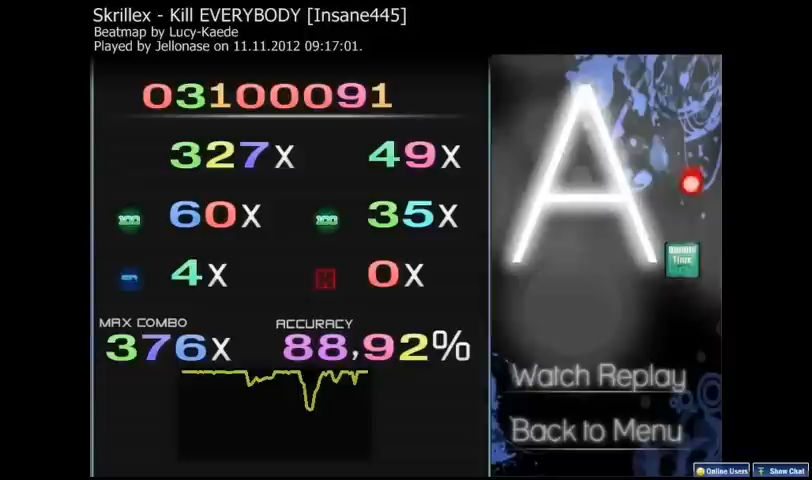 Skrillex - Kill EVERYBODY [Insane445]
Beatmap by Lucy-Kaede
Played by Jellonase on 11.11.2012 09:17:01.
03100091
327x 49x
100 60x 100 35x
4x 0x
MAX COMBO ACCURACY
376x 88,92%
A
Watch Replay
Back to Menu
Online Users Show Chat